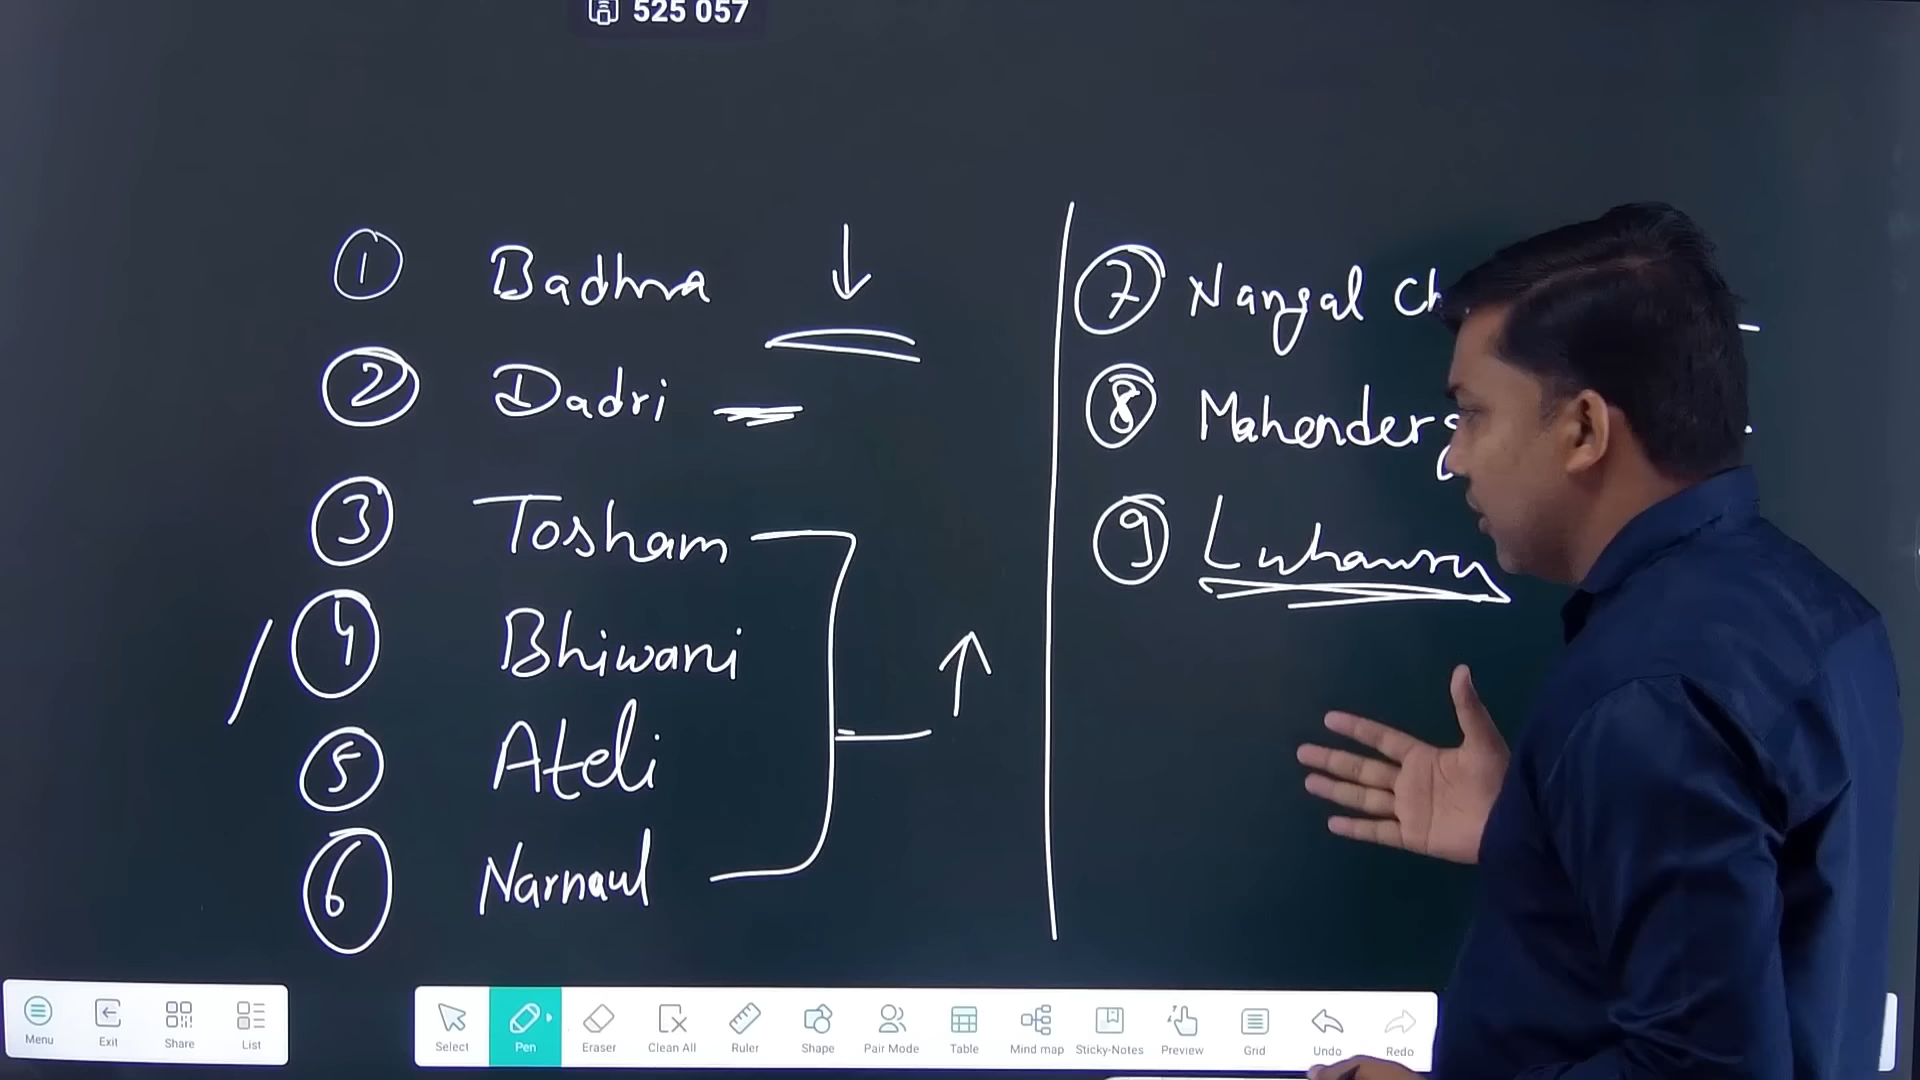 525 057
1 Badhra
2 Dadri
3 Tosham
4 Bhiwani
5 Ateli
6 Narnaul
7 Nangal Ch
8 Mahenderg
9 Luharu
Menu Exit Share List
Select Pen Eraser Clean All Ruler Shape Pair Mode Table Mind map Sticky-Notes Preview Grid Undo Redo